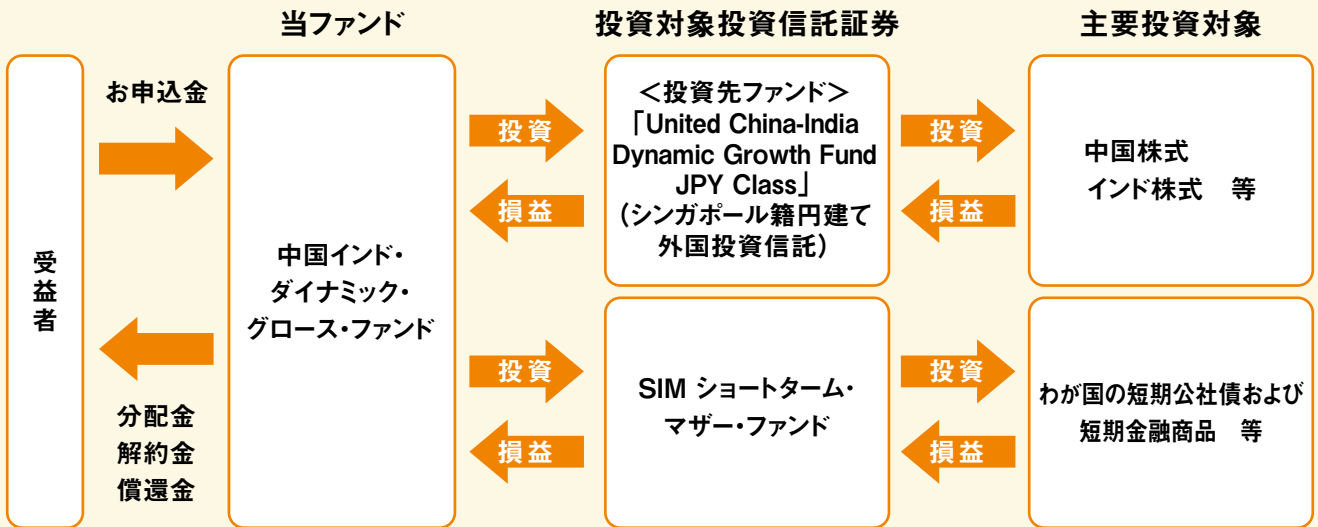 当ファンド
投資対象投資信託証券
主要投資対象
受益者
お申込金
分配金
解約金
償還金
中国インド・
ダイナミック・
グロース・ファンド
投資
損益
＜投資先ファンド＞
「United China-India
Dynamic Growth Fund
JPY Class」
（シンガポール籍円建て
外国投資信託）
投資
損益
中国株式
インド株式　等
投資
損益
SIM ショートターム・
マザー・ファンド
投資
損益
わが国の短期公社債および
短期金融商品　等